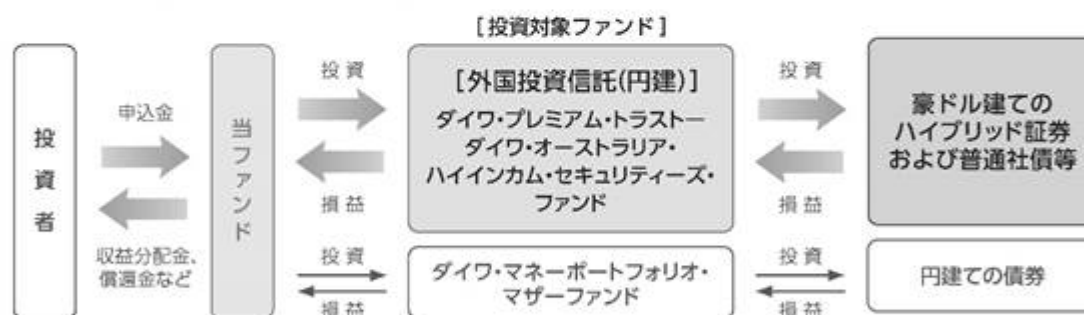 [投資対象ファンド]
投資者
申込金
収益分配金、
償還金など
当ファンド
投資
損益
[外国投資信託(円建)]
ダイワ・プレミアム・トラスト―
ダイワ・オーストラリア・
ハイインカム・セキュリティーズ・
ファンド
投資
損益
豪ドル建ての
ハイブリッド証券
および普通社債等
投資
損益
ダイワ・マネーポートフォリオ・
マザーファンド
投資
損益
円建ての債券